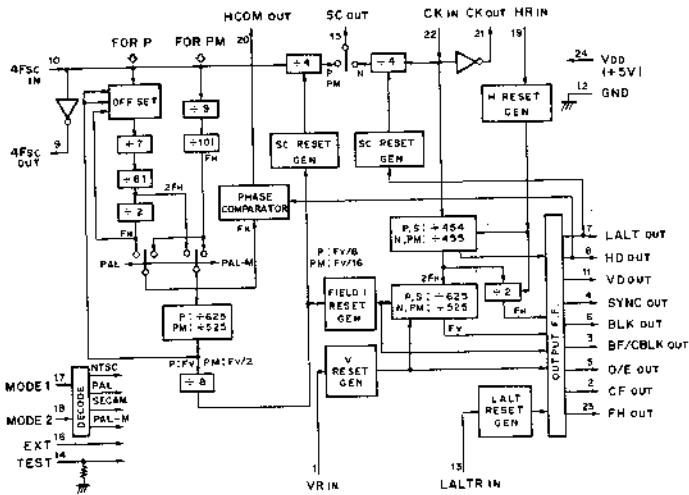 HCOM OUT
SC OUT
CK IN CK OUT HR IN
20
15
22
21
19
FOR P
FOR PM
4FSC IN
10
÷4
P
PM
N
÷4
24
VDD (+5V)
12
GND
OFFSET
÷9
H RESET GEN
÷7
÷101
FH
SC RESET GEN
SC RESET GEN
4FSC OUT
9
÷81
2FH
÷2
FH
PHASE COMPARATOR
FH
P,S: ÷454
N,PM: ÷455
PAL
PAL-M
P: FV/8
PM: FV/16
2FH
÷2
FH
P: ÷625
PM: ÷525
FIELD 1 RESET GEN
P,S: ÷625
N,PM: ÷525
FV
P: FV
PM: FV/2
÷8
V RESET GEN
OUTPUT F.F.
7
LALT OUT
8
HD OUT
11
VD OUT
4
SYNC OUT
6
BLK OUT
3
BF/CBLK OUT
5
O/E OUT
2
CF OUT
23
FH OUT
LALT RESET GEN
MODE 1
17
DECODE
NTSC
PAL
SECAM
PAL-M
MODE 2
18
EXT
16
TEST
14
1
VR IN
13
LALTR IN